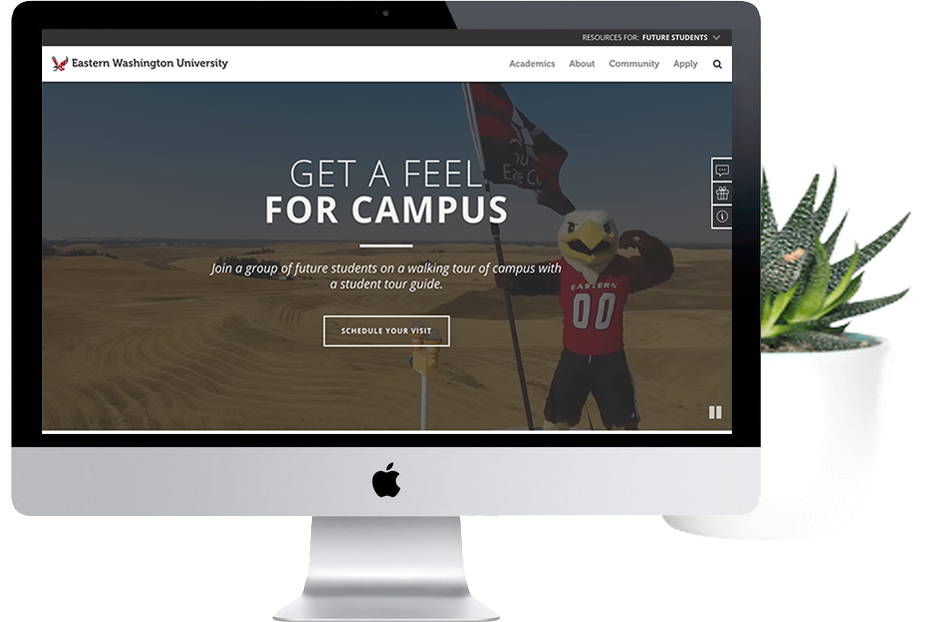 RESOURCES FOR: FUTURE STUDENTS
Eastern Washington University
Academics About Community Apply
GET A FEEL
FOR CAMPUS
Join a group of future students on a walking tour of campus with
a student tour guide.
SCHEDULE YOUR VISIT
EASTERN
00